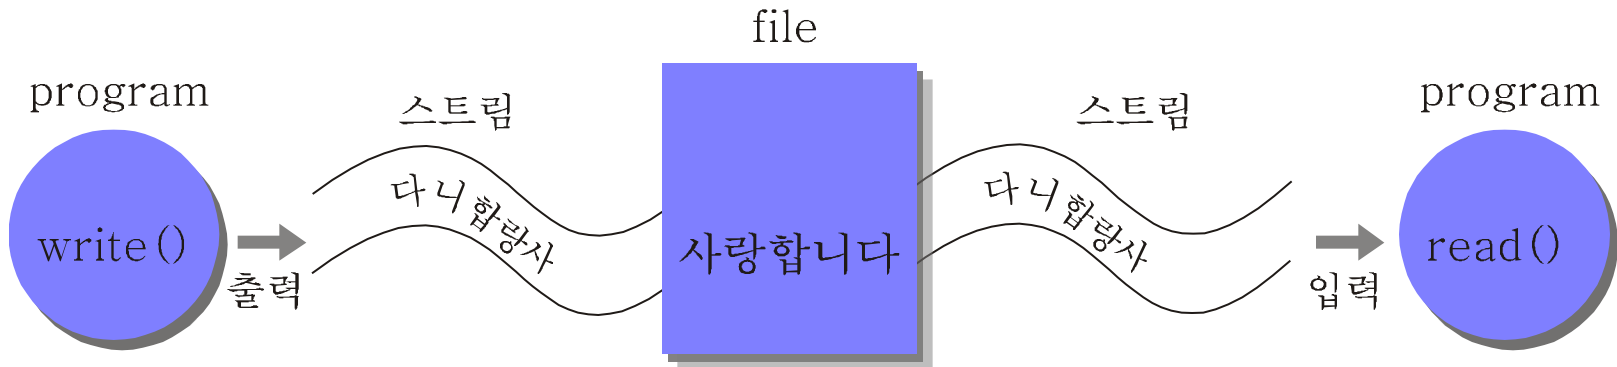 file
program
스트림
스트림
program
다니합랑사
다니합랑사
write()
사랑합니다
read()
출력
입력